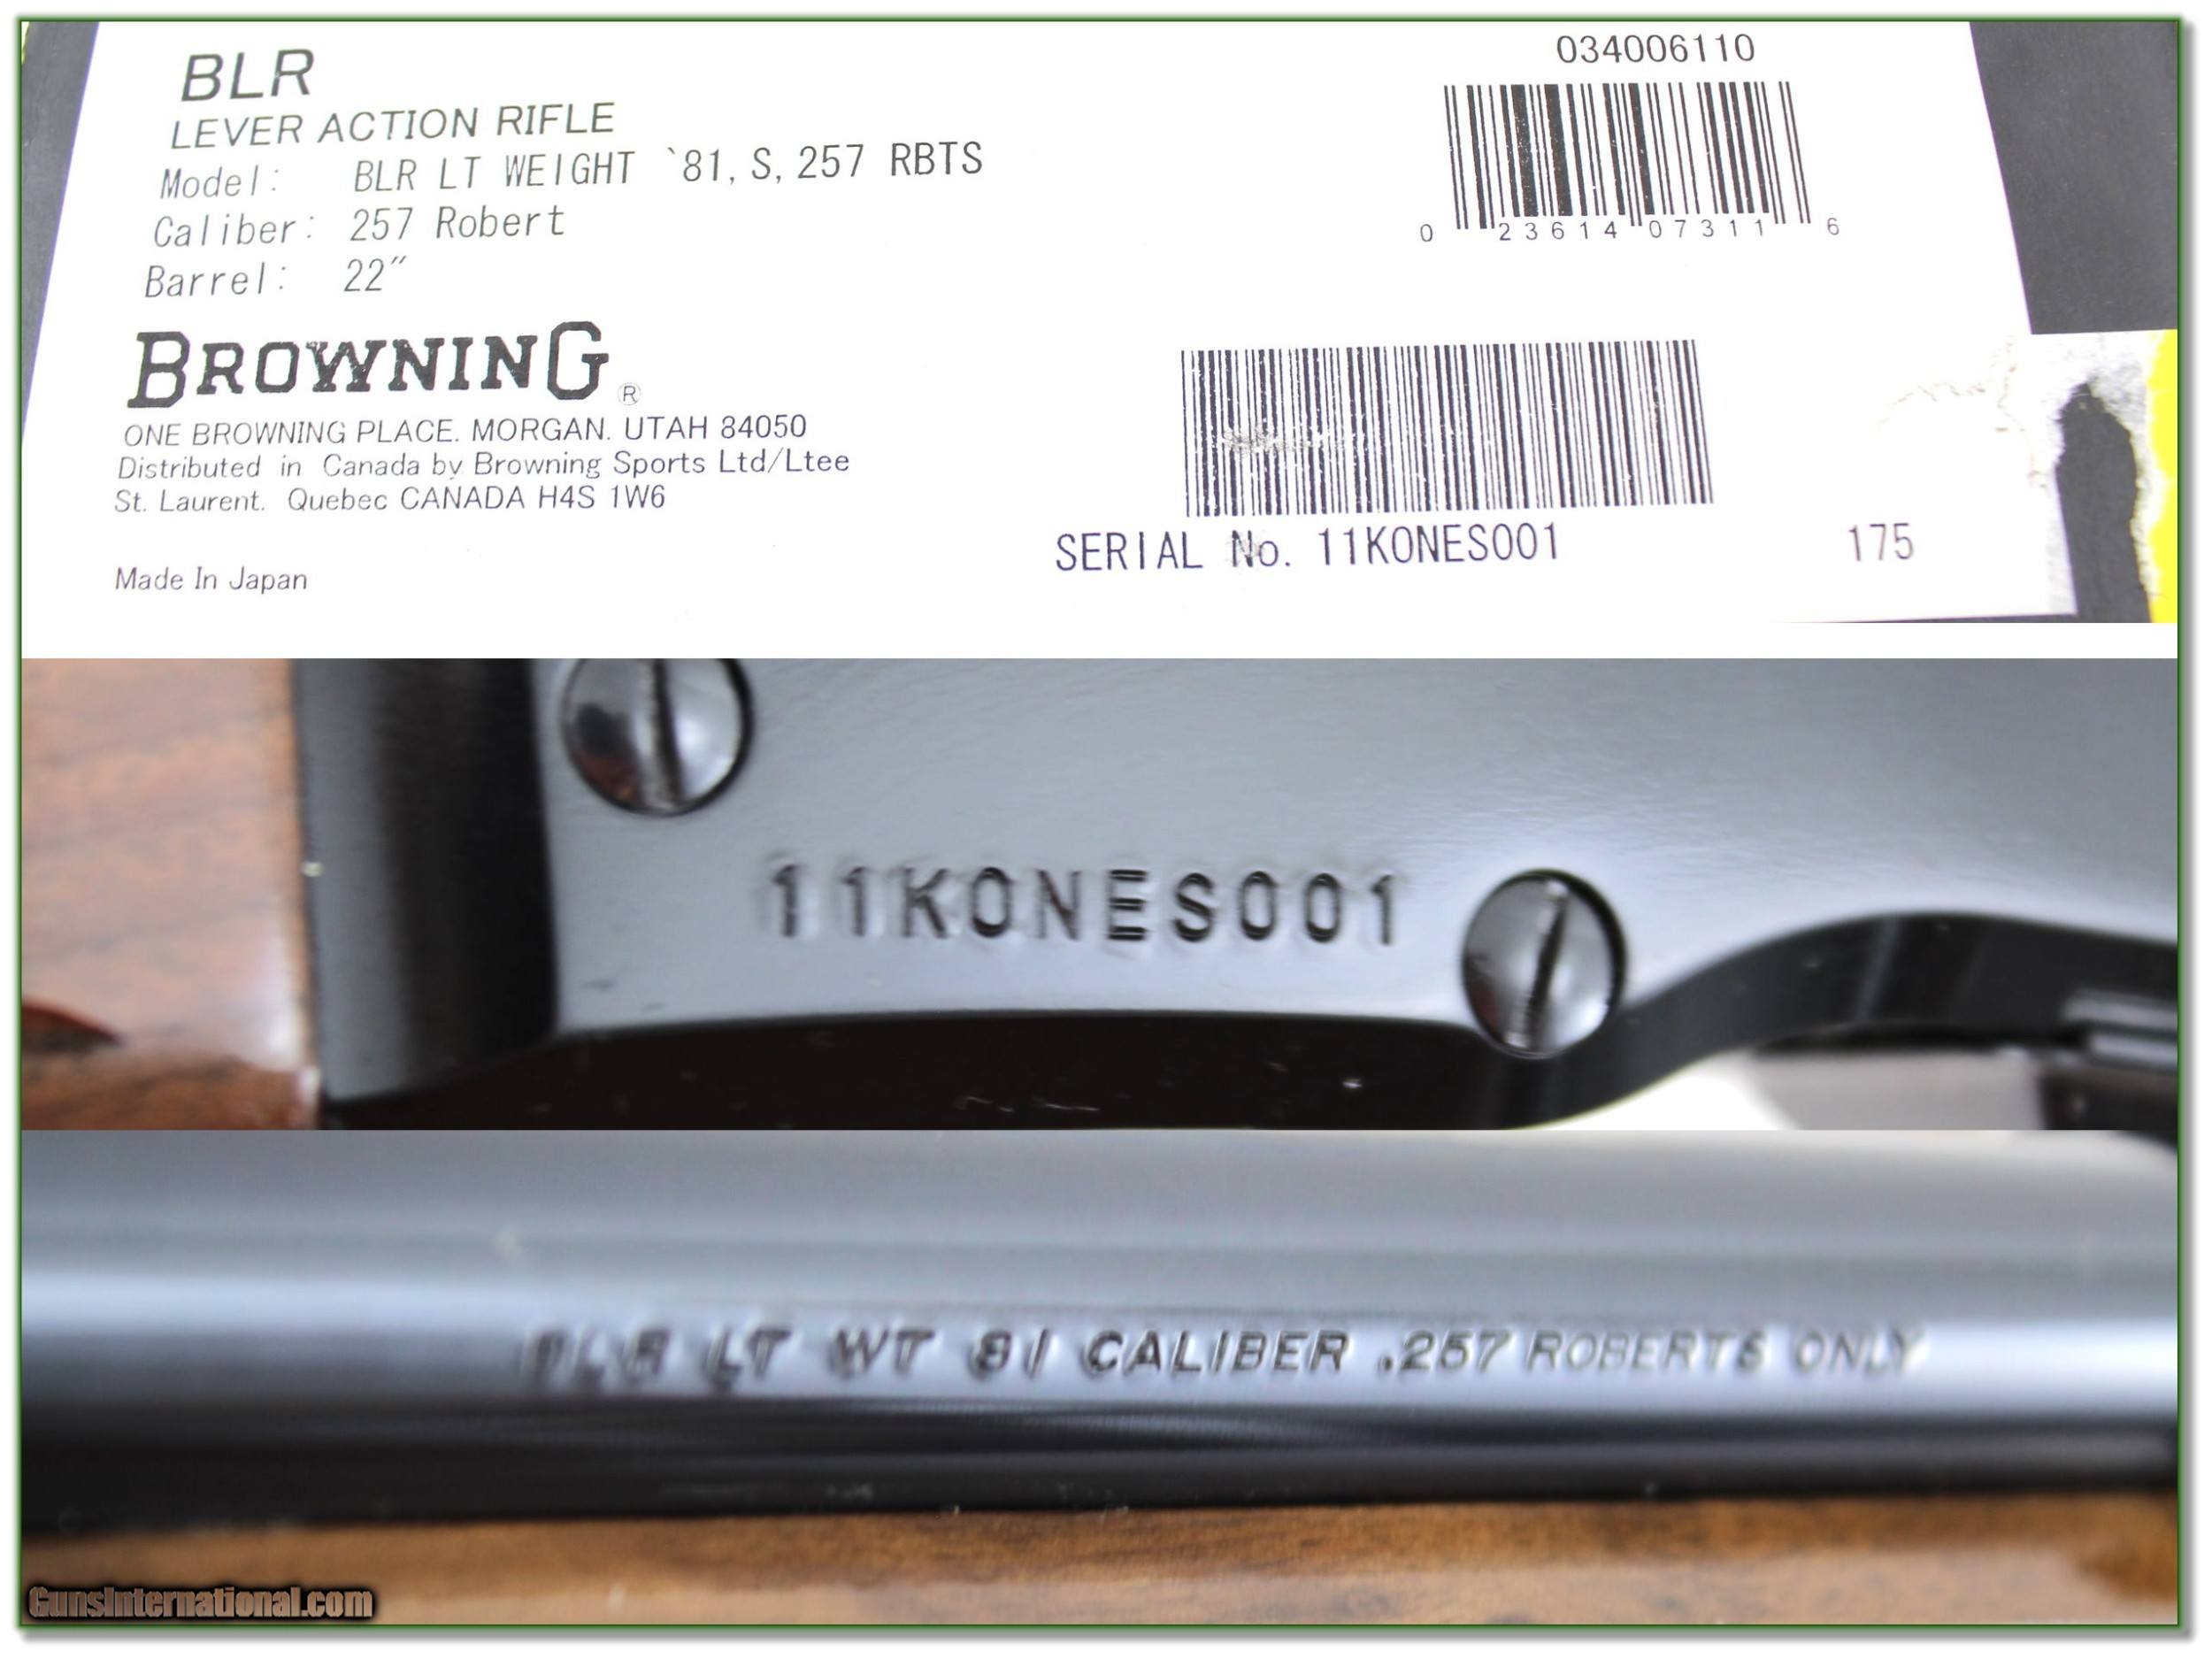 BLR
LEVER ACTION RIFLE
Model: BLR LT WEIGHT `81, S, 257 RBTS
Caliber: 257 Robert
Barrel: 22"
BROWNING ®
ONE BROWNING PLACE. MORGAN. UTAH 84050
Distributed in Canada by Browning Sports Ltd/Ltee
St. Laurent. Quebec CANADA H4S 1W6
Made In Japan
034006110
0 23614 07311 6
SERIAL No. 11KONES001
175
11KONES001
BLR LT WT 81 CALIBER .257 ROBERTS ONLY
GunsInternational.com